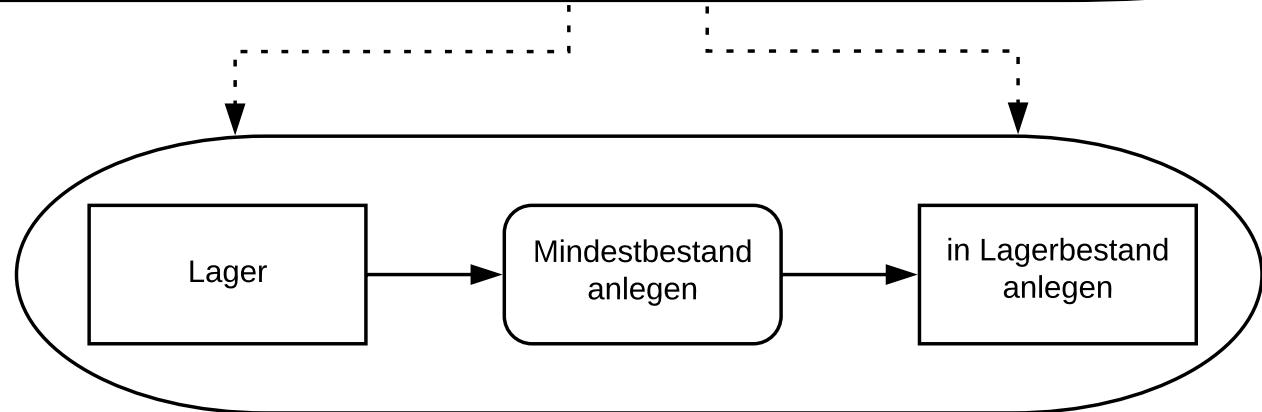 Lager
Mindestbestand
anlegen
in Lagerbestand
anlegen